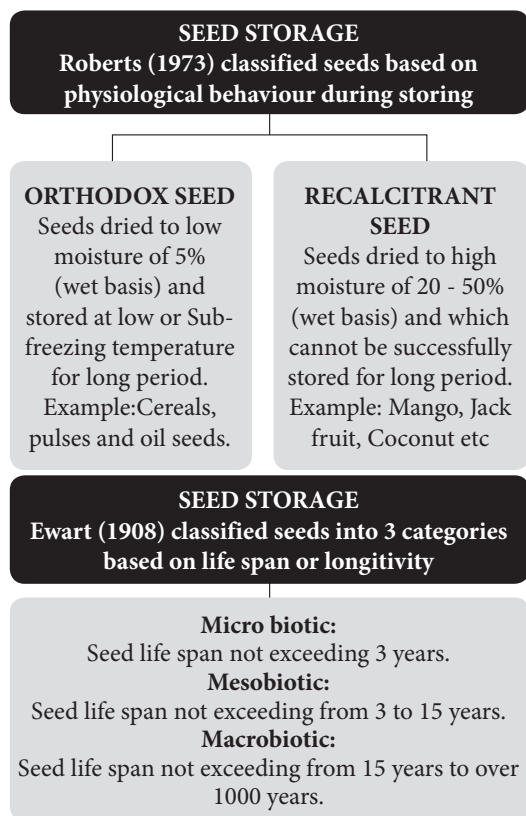 SEED STORAGE
Roberts (1973) classified seeds based on
physiological behaviour during storing
ORTHODOX SEED
Seeds dried to low
moisture of 5%
(wet basis) and
stored at low or Sub-
freezing temperature
for long period.
Example:Cereals,
pulses and oil seeds.
RECALCITRANT
SEED
Seeds dried to high
moisture of 20 - 50%
(wet basis) and which
cannot be successfully
stored for long period.
Example: Mango, Jack
fruit, Coconut etc
SEED STORAGE
Ewart (1908) classified seeds into 3 categories
based on life span or longitivity
Micro biotic:
Seed life span not exceeding 3 years.
Mesobiotic:
Seed life span not exceeding from 3 to 15 years.
Macrobiotic:
Seed life span not exceeding from 15 years to over
1000 years.